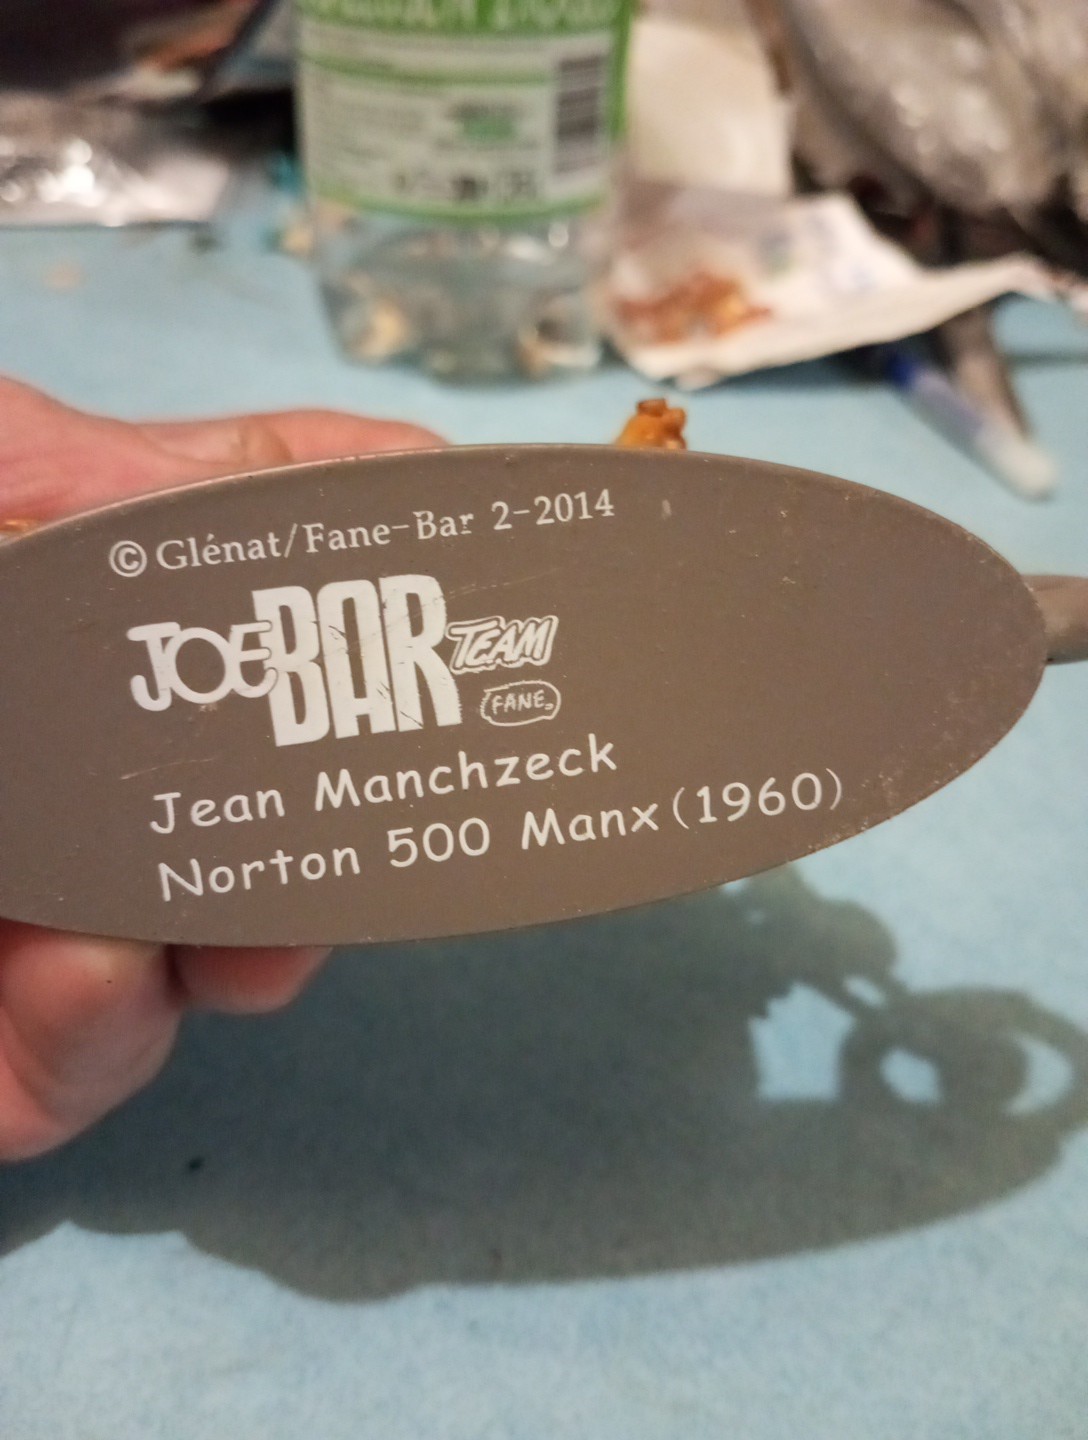 © Glénat/Fane-Bar 2-2014
JOE BAR TEAM
FANE.
Jean Manchzeck
Norton 500 Manx (1960)